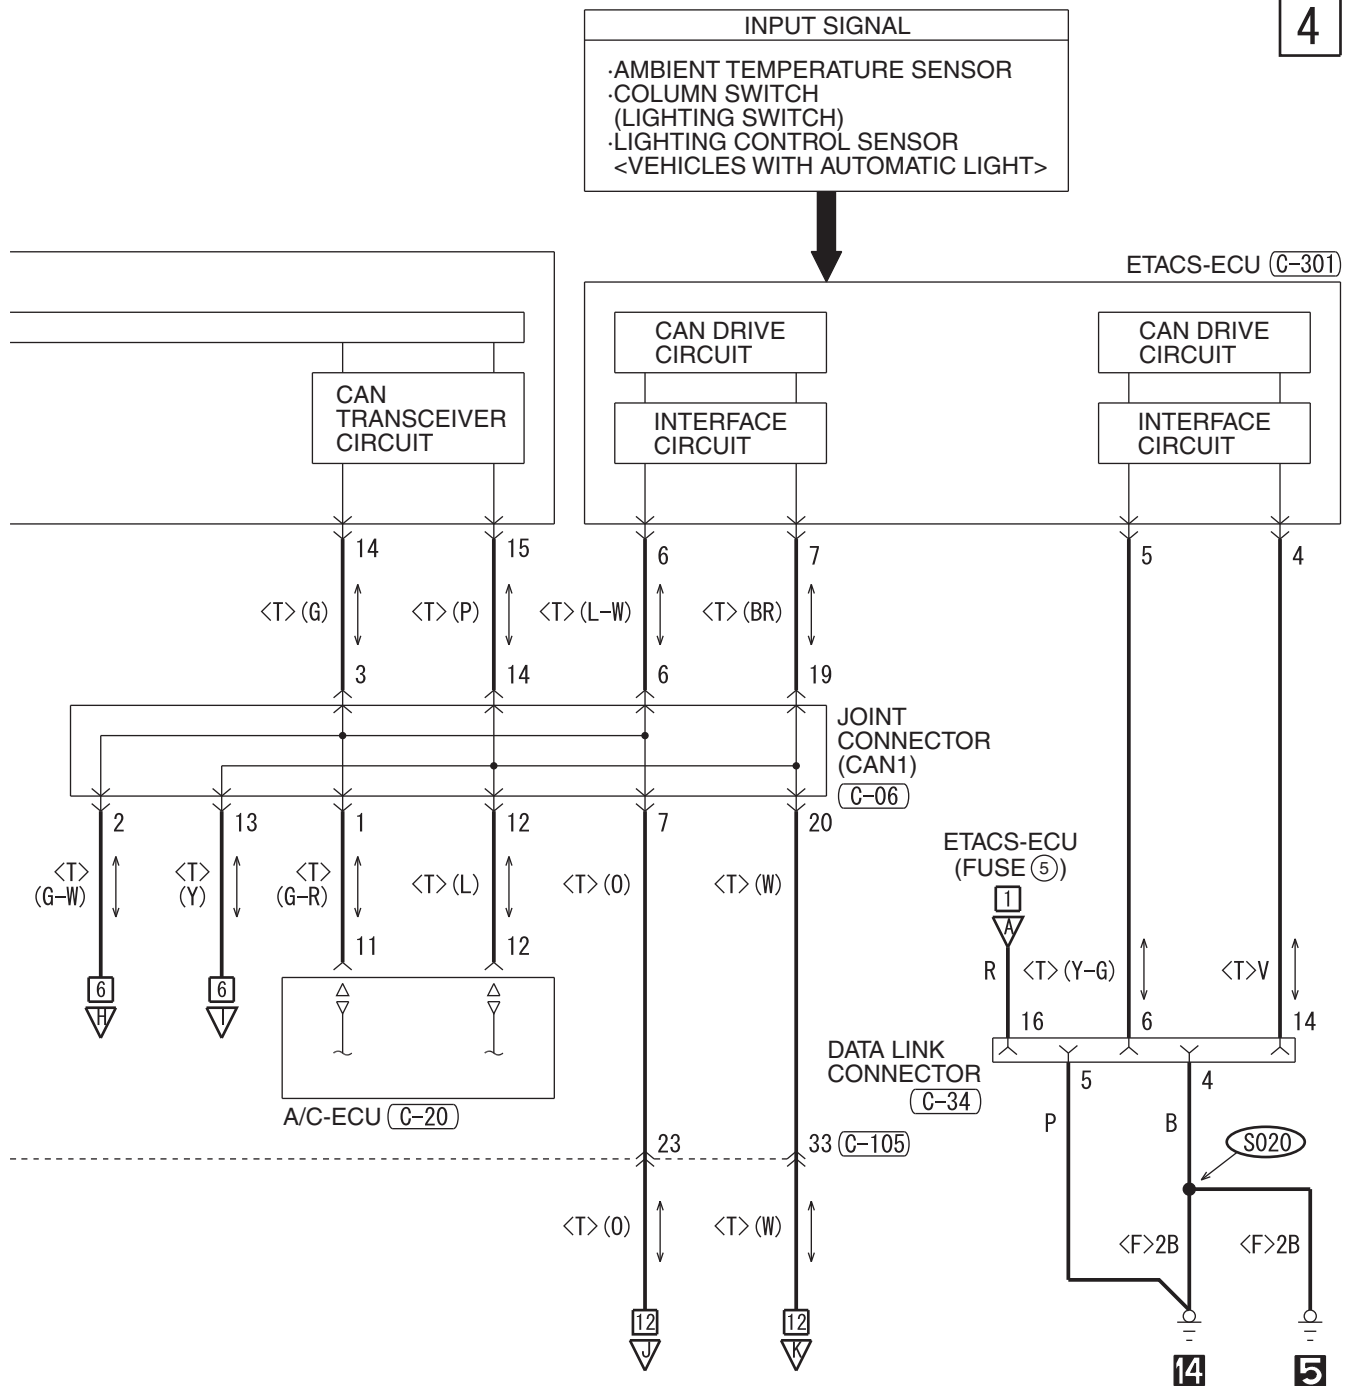 4
INPUT SIGNAL
·AMBIENT TEMPERATURE SENSOR
·COLUMN SWITCH
(LIGHTING SWITCH)
·LIGHTING CONTROL SENSOR
<VEHICLES WITH AUTOMATIC LIGHT>
ETACS-ECU C-301
CAN DRIVE
CIRCUIT
CAN DRIVE
CIRCUIT
CAN
TRANSCEIVER
CIRCUIT
INTERFACE
CIRCUIT
INTERFACE
CIRCUIT
14 15 6 7 5 4
<T>(G) <T>(P) <T>(L-W) <T>(BR)
3 14 6 19
JOINT
CONNECTOR
(CAN1)
C-06
2 13 1 12 7 20
<T>
(G-W)
<T>
(Y)
<T>
(G-R)
<T>(L) <T>(O) <T>(W)
ETACS-ECU
(FUSE 5)
1
A
11 12
R <T>(Y-G) <T>V
6
H
6
I
16 6 14
DATA LINK
CONNECTOR
C-34
5 4
A/C-ECU C-20
P B
23 33 C-105
S020
<T>(O) <T>(W) <F>2B <F>2B
12
J
12
K
14 5